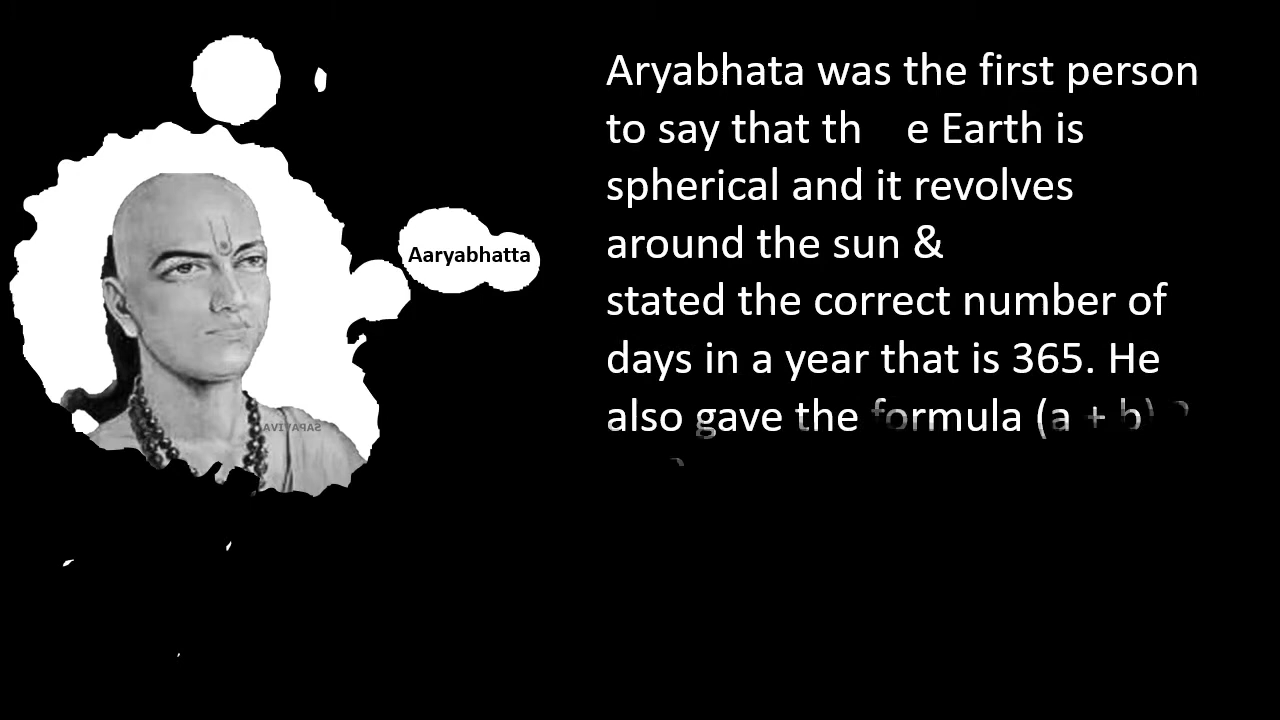 Aryabhata was the first person
to say that th e Earth is
spherical and it revolves
around the sun &
stated the correct number of
days in a year that is 365. He
also gave the formula (a + b)
Aaryabhatta